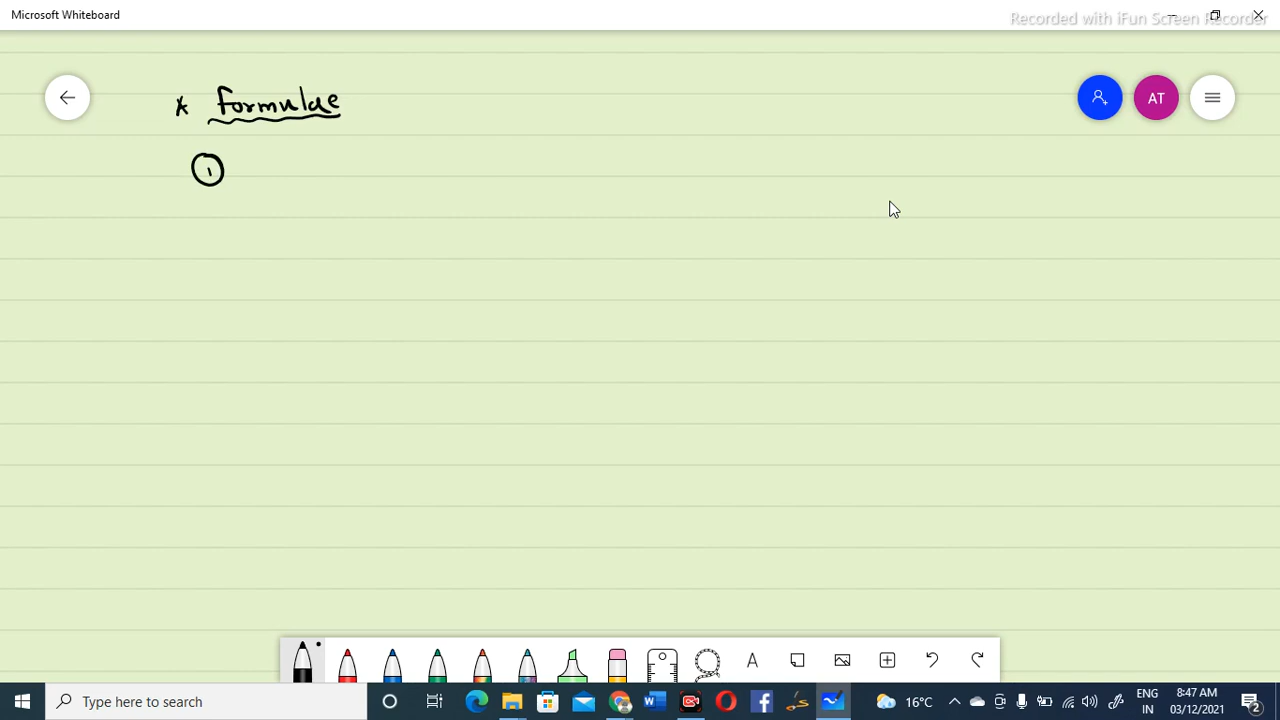 Microsoft Whiteboard
Recorded with iFun Screen Recorder
* Formulae
AT
①
A
Type here to search
16°C
ENG
IN
8:47 AM
03/12/2021
2